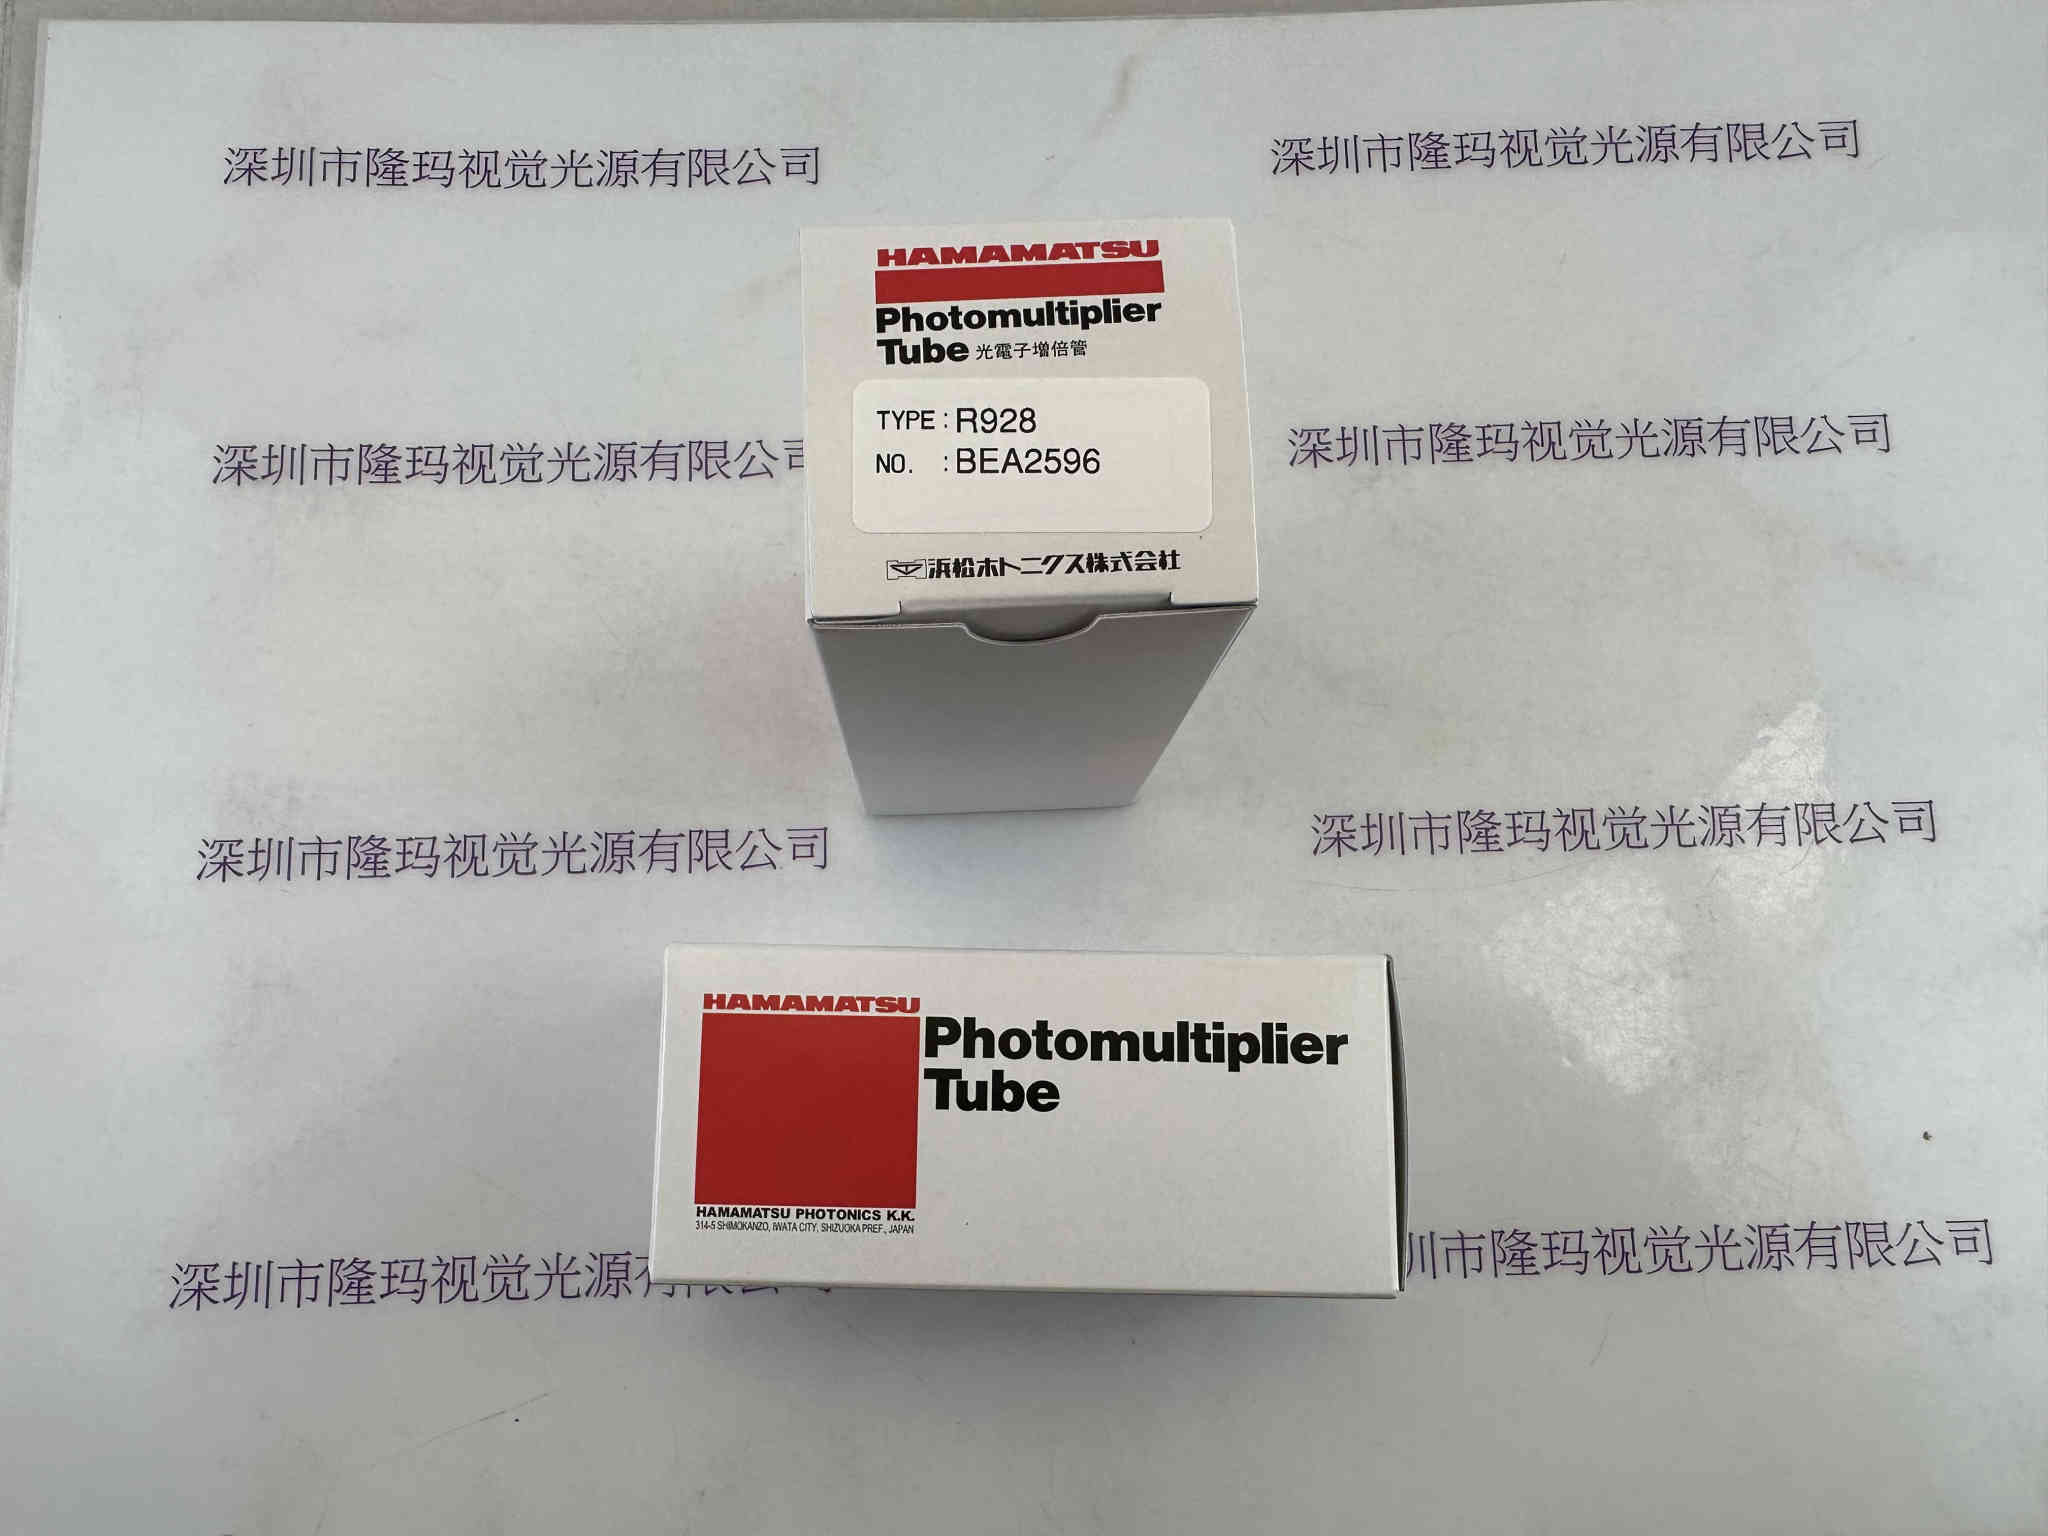 深圳市隆玛视觉光源有限公司
深圳市隆玛视觉光源有限公司
HAMAMATSU
Photomultiplier
Tube 光電子増倍管
TYPE : R928
NO. : BEA2596
浜松ホトニクス株式会社
深圳市隆玛视觉光源有限公司
深圳市隆玛视觉光源有限公司
深圳市隆玛视觉光源有限公司
深圳市隆玛视觉光源有限公司
HAMAMATSU
Photomultiplier
Tube
HAMAMATSU PHOTONICS K.K.
314-5 SHIMOKANZO, IWATA CITY, SHIZUOKA PREF., JAPAN
深圳市隆玛视觉光源有限公司
圳市隆玛视觉光源有限公司